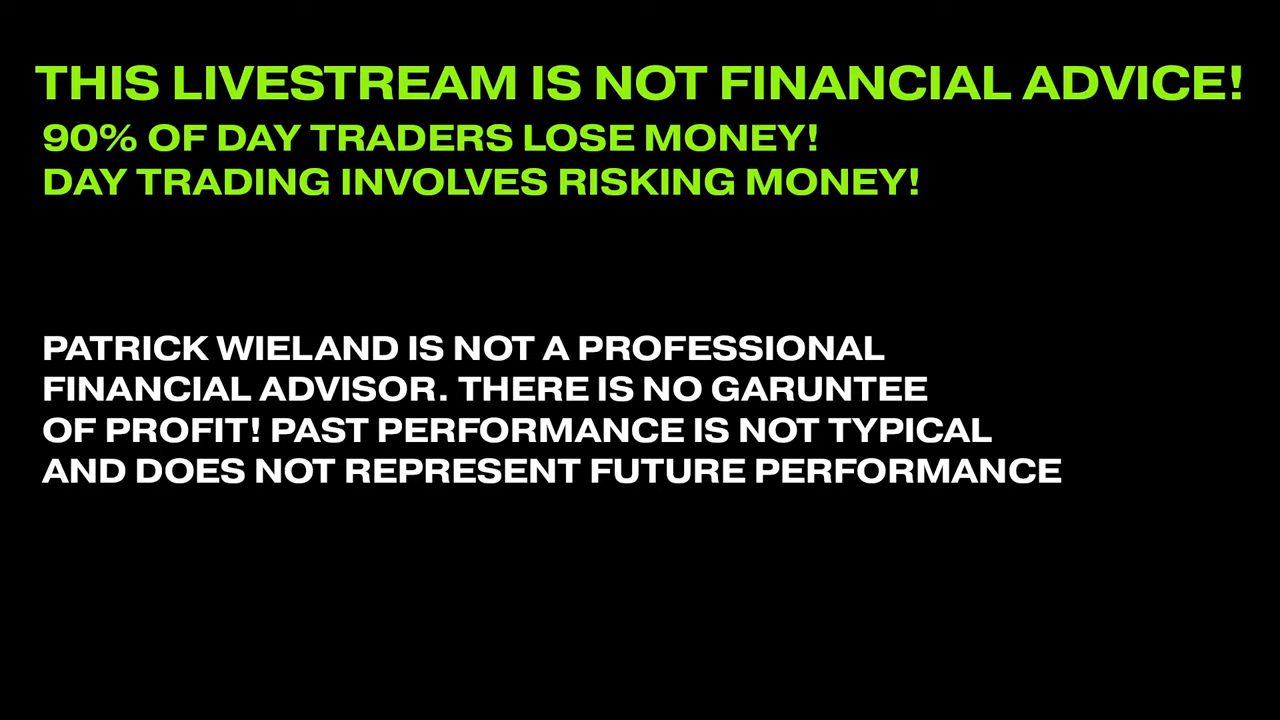 THIS LIVESTREAM IS NOT FINANCIAL ADVICE!
90% OF DAY TRADERS LOSE MONEY!
DAY TRADING INVOLVES RISKING MONEY!
PATRICK WIELAND IS NOT A PROFESSIONAL
FINANCIAL ADVISOR. THERE IS NO GARUNTEE
OF PROFIT! PAST PERFORMANCE IS NOT TYPICAL
AND DOES NOT REPRESENT FUTURE PERFORMANCE